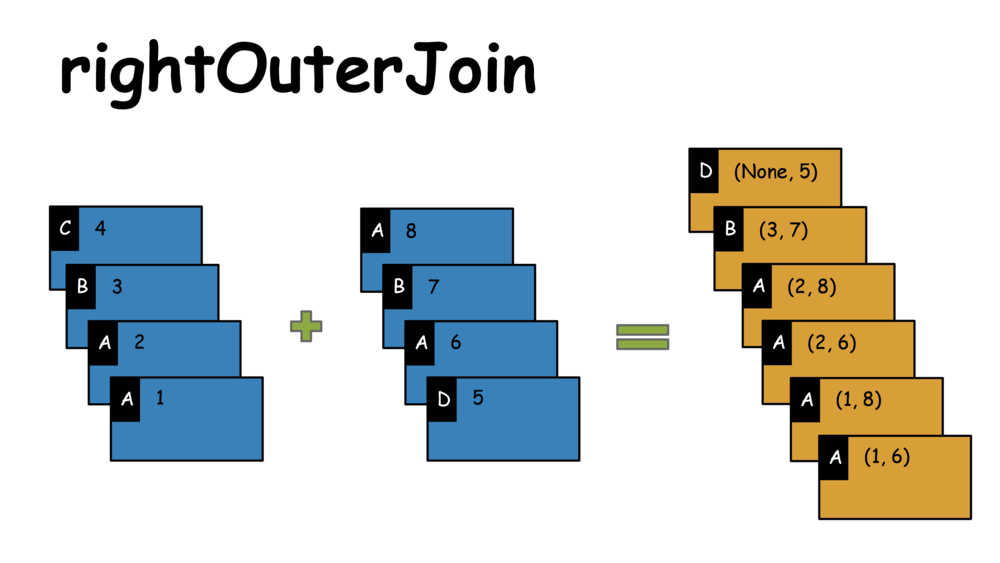 rightOuterJoin
C 4
B 3
A 2
A 1
A 8
B 7
A 6
D 5
D (None, 5)
B (3, 7)
A (2, 8)
A (2, 6)
A (1, 8)
A (1, 6)